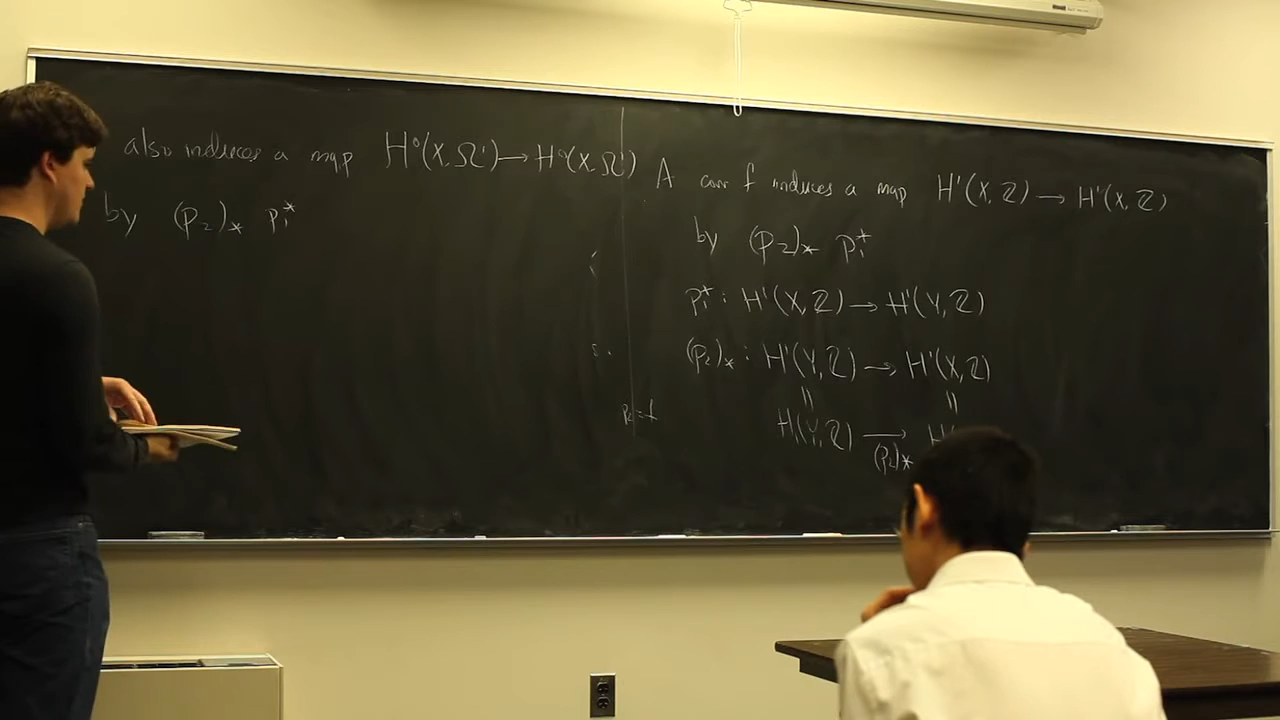 also induces a map H⁰(X, Ω¹) → H⁰(X, Ω¹)
by (p₂)⁎ p₁*
A corr f induces a map H¹(X, ℤ) → H¹(X, ℤ)
by (p₂)⁎ p₁*
p₁* : H¹(X, ℤ) → H¹(Y, ℤ)
(p₂)⁎ : H¹(Y, ℤ) → H¹(X, ℤ)
|| ||
H₁(Y, ℤ) → H
(p₂)⁎